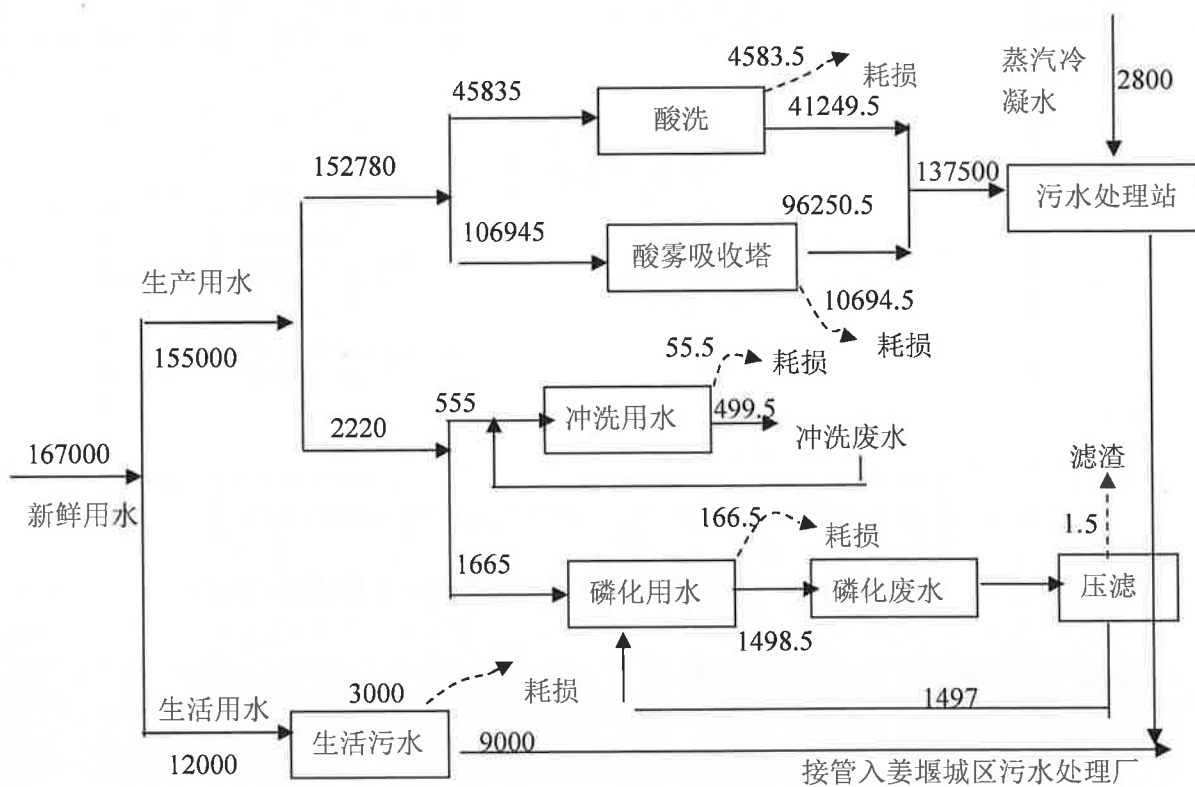 4583.5
耗损
蒸汽冷
凝水
2800
45835
酸洗
41249.5
152780
137500
污水处理站
106945
酸雾吸收塔
96250.5
10694.5
耗损
生产用水
155000
55.5
耗损
555
冲洗用水
499.5
冲洗废水
2220
167000
新鲜用水
滤渣
1.5
166.5
耗损
1665
磷化用水
1498.5
磷化废水
压滤
1497
3000
耗损
生活用水
12000
生活污水
9000
接管入姜堰城区污水处理厂